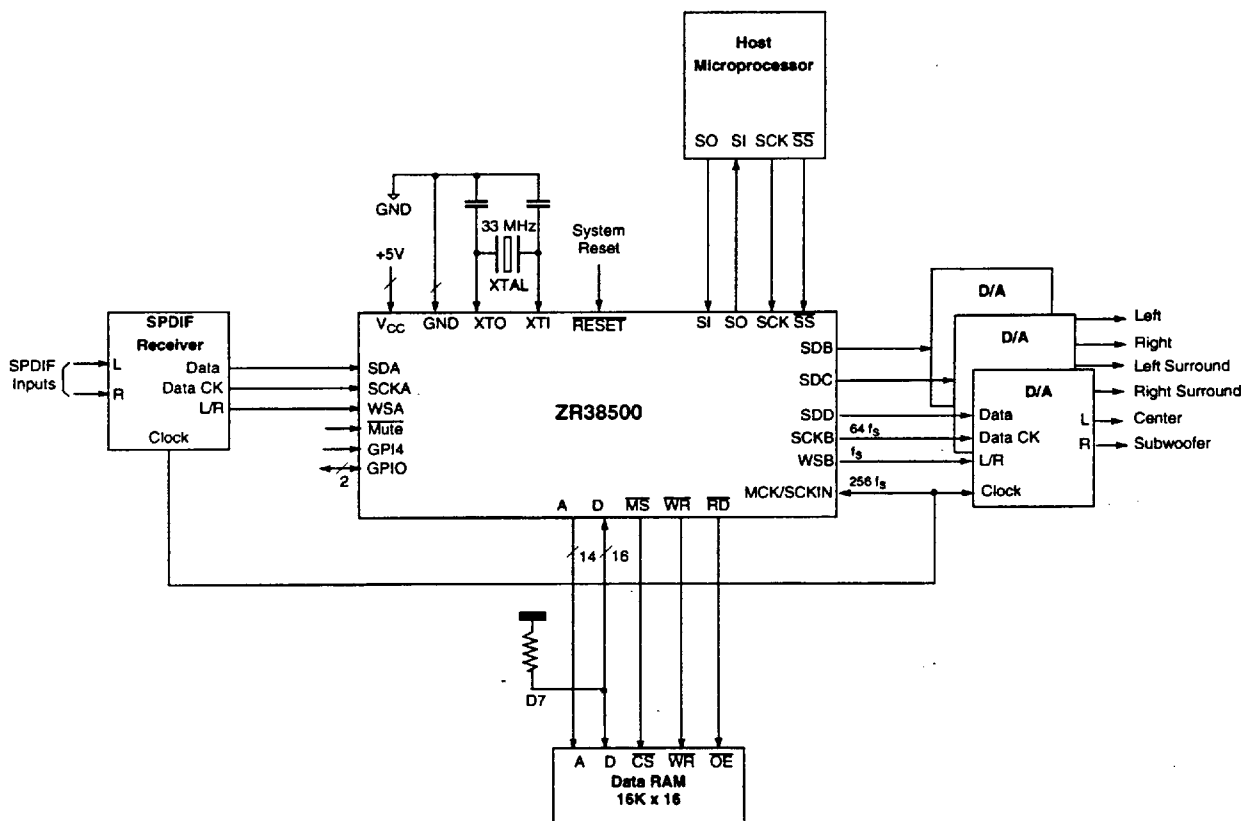 Host
Microprocessor
SO SI SCK SS
GND
33 MHz
XTAL
+5V
System
Reset
VCC GND XTO XTI RESET SI SO SCK SS
SPDIF
Receiver
SPDIF
Inputs
L
R
Data
Data CK
L/R
Clock
SDA
SCKA
WSA
Mute
GPI4
GPIO
2
ZR38500
SDB
SDC
SDD
SCKB
WSB
MCK/SCKIN
64 fs
fs
256 fs
D/A
D/A
D/A
Data
Data CK
L/R
Clock
L
R
Left
Right
Left Surround
Right Surround
Center
Subwoofer
A D MS WR RD
14 16
D7
A D CS WR OE
Data RAM
16K x 16